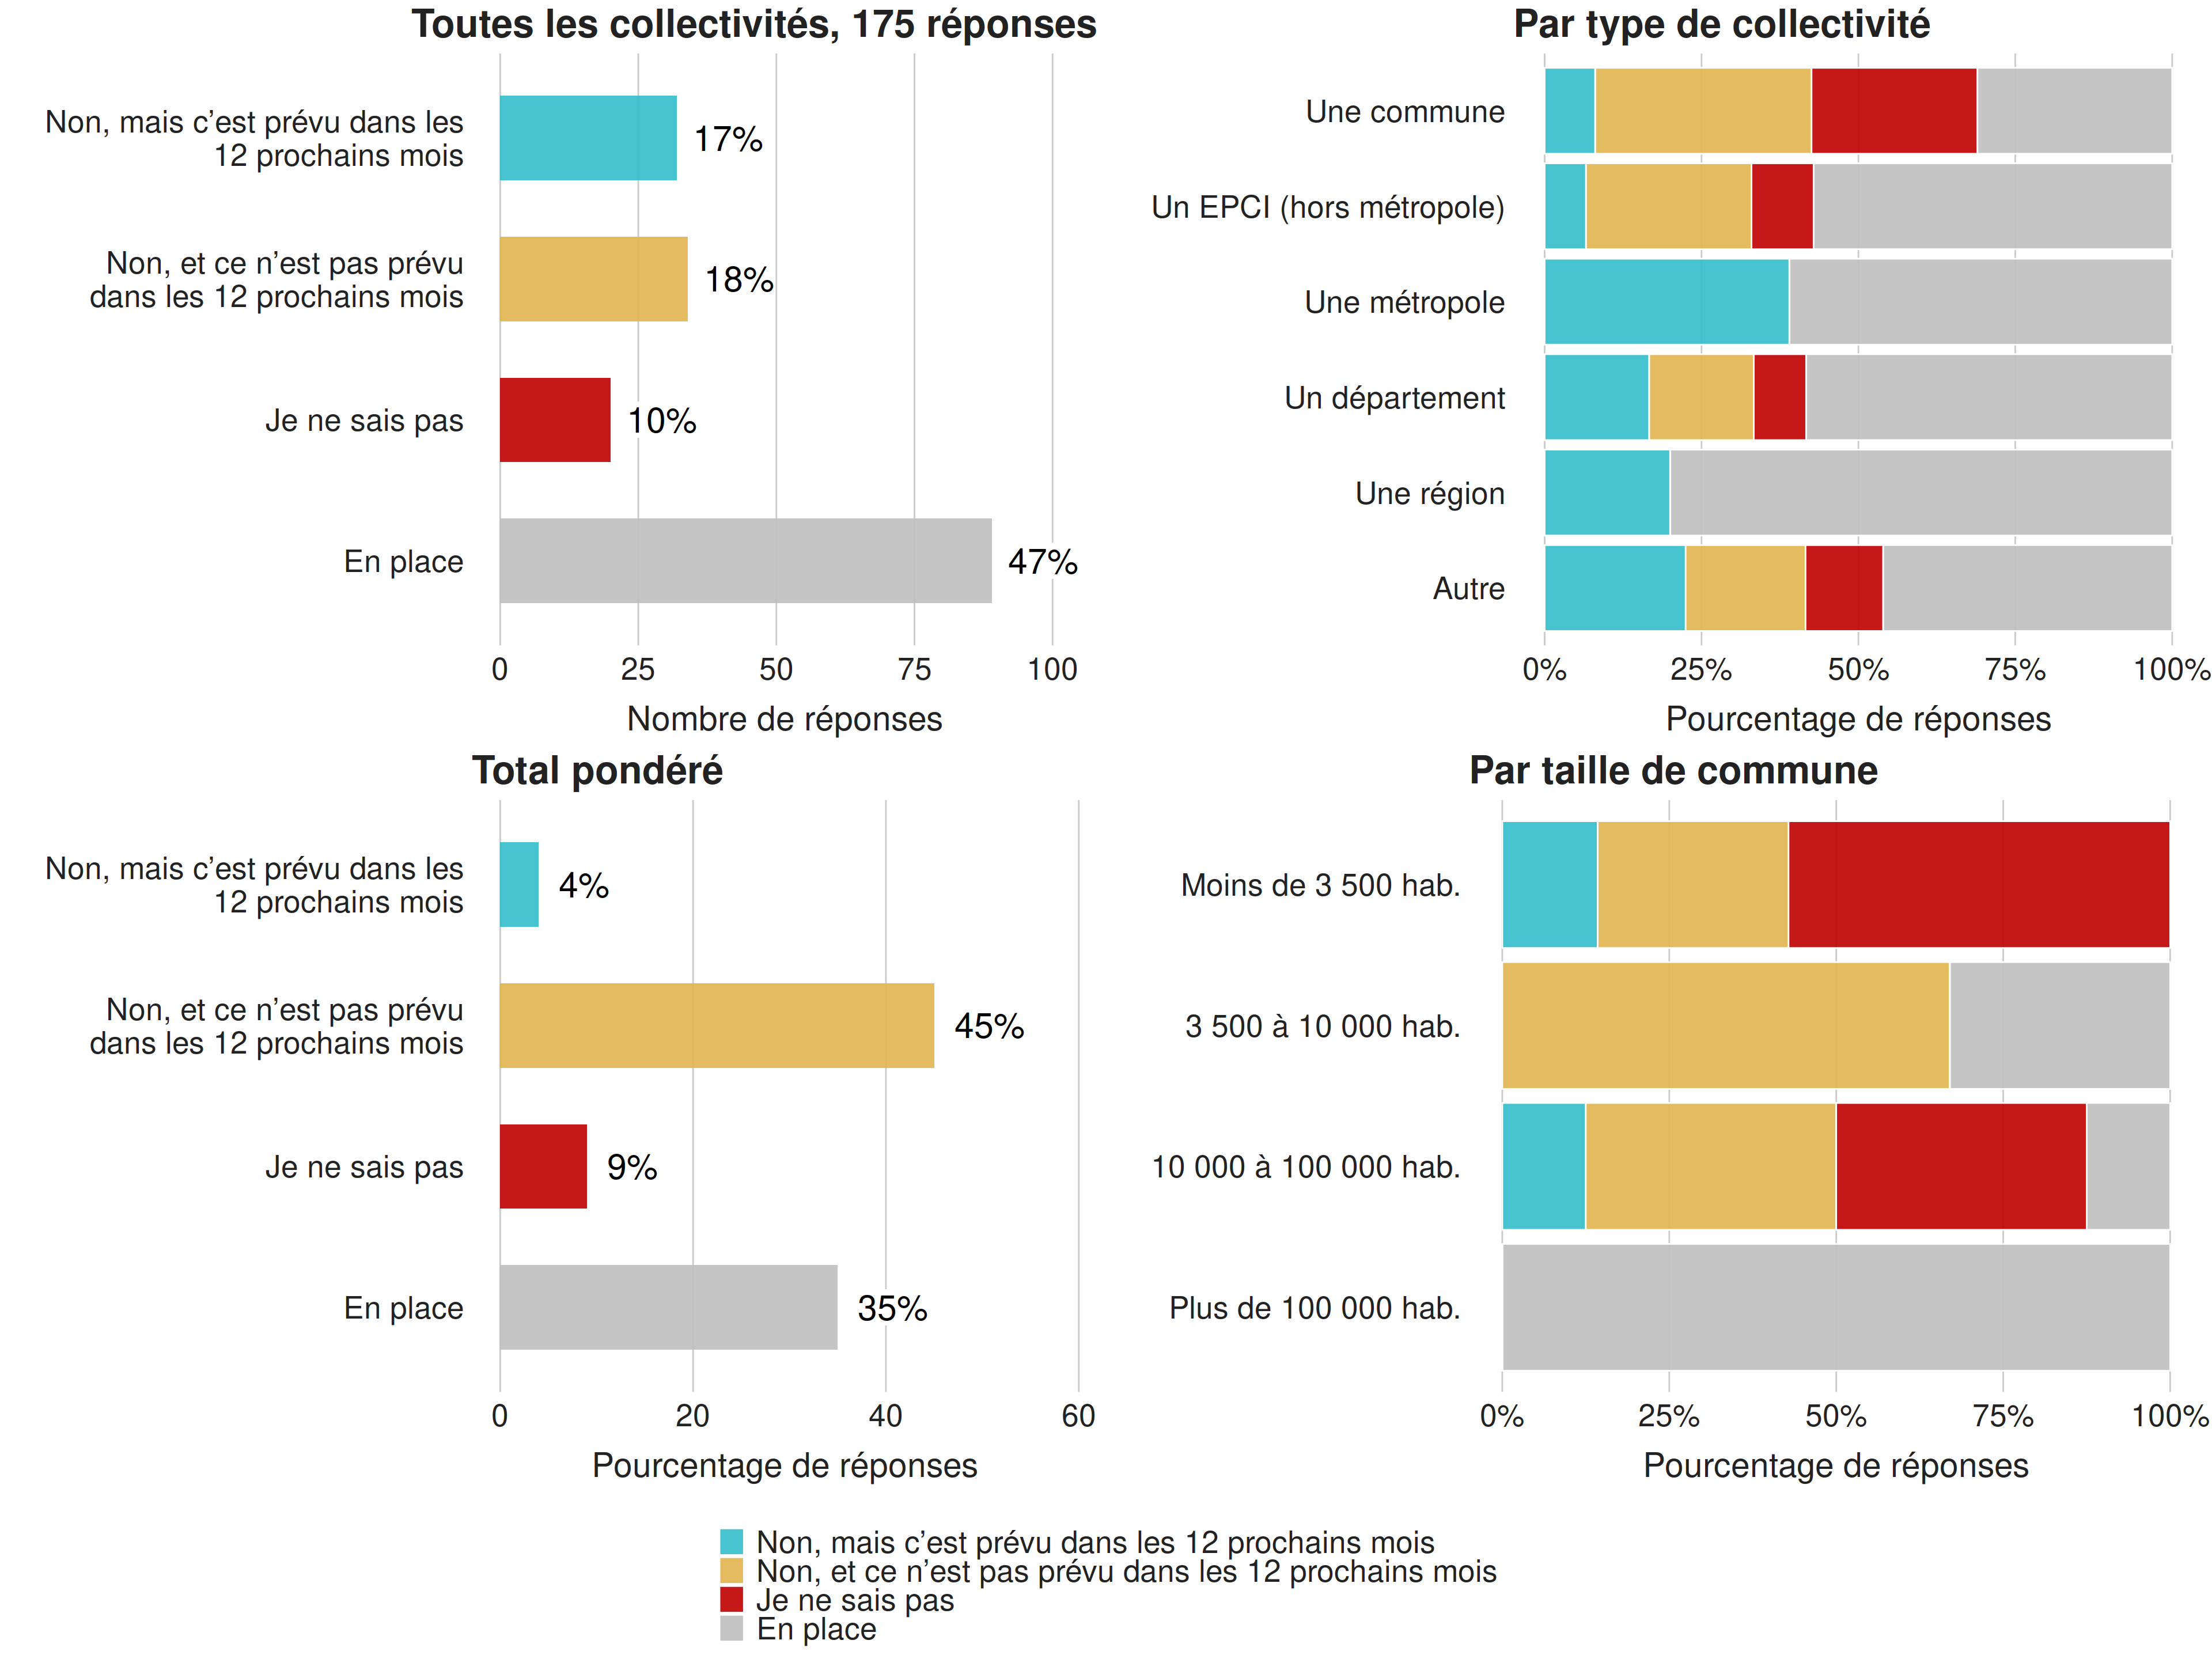 Toutes les collectivités, 175 réponses
Non, mais c’est prévu dans les
12 prochains mois
17%
Non, et ce n’est pas prévu
dans les 12 prochains mois
18%
Je ne sais pas
10%
En place
47%
0 25 50 75 100
Nombre de réponses
Par type de collectivité
Une commune
Un EPCI (hors métropole)
Une métropole
Un département
Une région
Autre
0% 25% 50% 75% 100%
Pourcentage de réponses
Total pondéré
Non, mais c’est prévu dans les
12 prochains mois
4%
Non, et ce n’est pas prévu
dans les 12 prochains mois
45%
Je ne sais pas
9%
En place
35%
0 20 40 60
Pourcentage de réponses
Par taille de commune
Moins de 3 500 hab.
3 500 à 10 000 hab.
10 000 à 100 000 hab.
Plus de 100 000 hab.
0% 25% 50% 75% 100%
Pourcentage de réponses
Non, mais c’est prévu dans les 12 prochains mois
Non, et ce n’est pas prévu dans les 12 prochains mois
Je ne sais pas
En place